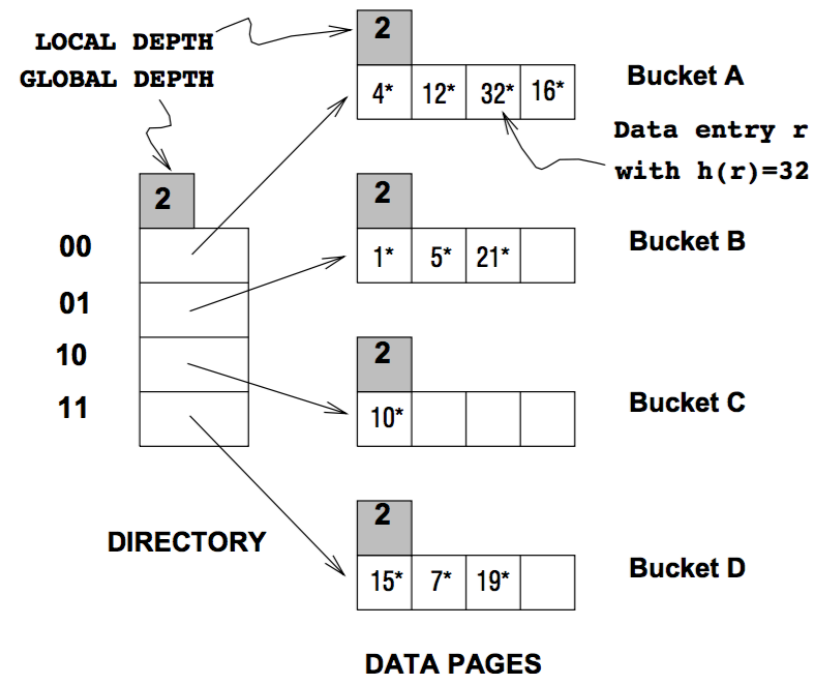 LOCAL DEPTH
GLOBAL DEPTH
2
4* 12* 32* 16*
Bucket A
Data entry r
with h(r)=32
2
00
01
10
11
2
1* 5* 21*
Bucket B
2
10*
Bucket C
2
15* 7* 19*
Bucket D
DIRECTORY
DATA PAGES